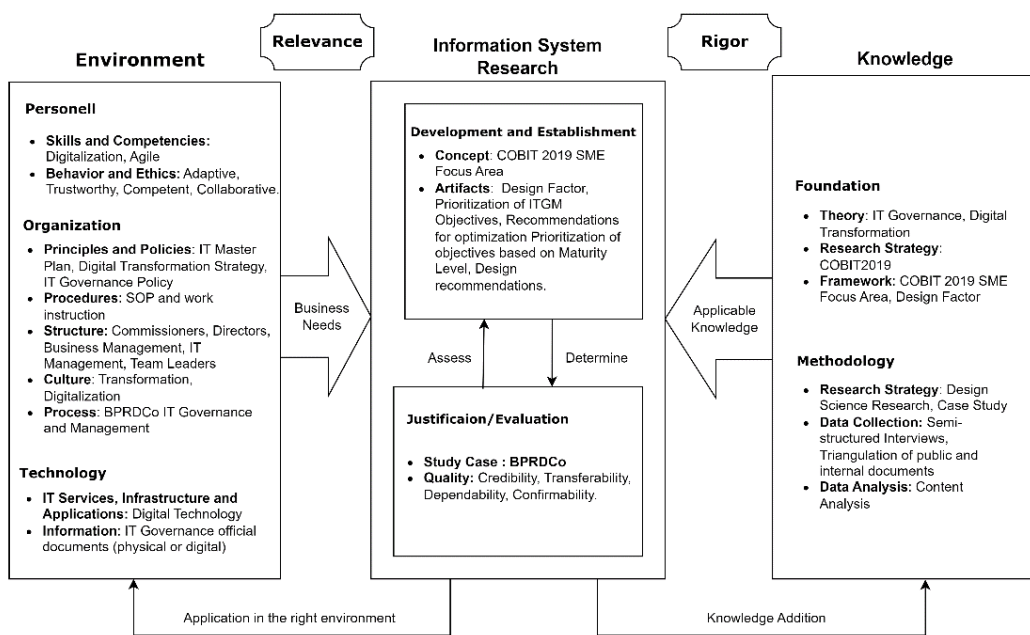 Relevance
Information System
Research
Rigor
Environment
Knowledge
Personell
• Skills and Competencies:
Digitalization, Agile
• Behavior and Ethics: Adaptive,
Trustworthy, Competent, Collaborative.
Organization
• Principles and Policies: IT Master
Plan, Digital Transformation Strategy,
IT Governance Policy
• Procedures: SOP and work
instruction
• Structure: Commissioners, Directors,
Business Management, IT
Management, Team Leaders
• Culture: Transformation,
Digitalization
• Process: BPRDCo IT Governance
and Management
Technology
• IT Services, Infrastructure and
Applications: Digital Technology
• Information: IT Governance official
documents (physical or digital)
Business
Needs
Development and Establishment
• Concept: COBIT 2019 SME
Focus Area
• Artifacts: Design Factor,
Prioritization of ITGM
Objectives, Recommendations
for optimization Prioritization of
objectives based on Maturity
Level, Design
recommendations.
Assess
Determine
Justificaion/Evaluation
• Study Case : BPRDCo
• Quality: Credibility, Transferability,
Dependability, Confirmability.
Applicable
Knowledge
Foundation
• Theory: IT Governance, Digital
Transformation
• Research Strategy:
COBIT2019
• Framework: COBIT 2019 SME
Focus Area, Design Factor
Methodology
• Research Strategy: Design
Science Research, Case Study
• Data Collection: Semi-
structured Interviews,
Triangulation of public and
internal documents
• Data Analysis: Content
Analysis
Application in the right environment
Knowledge Addition